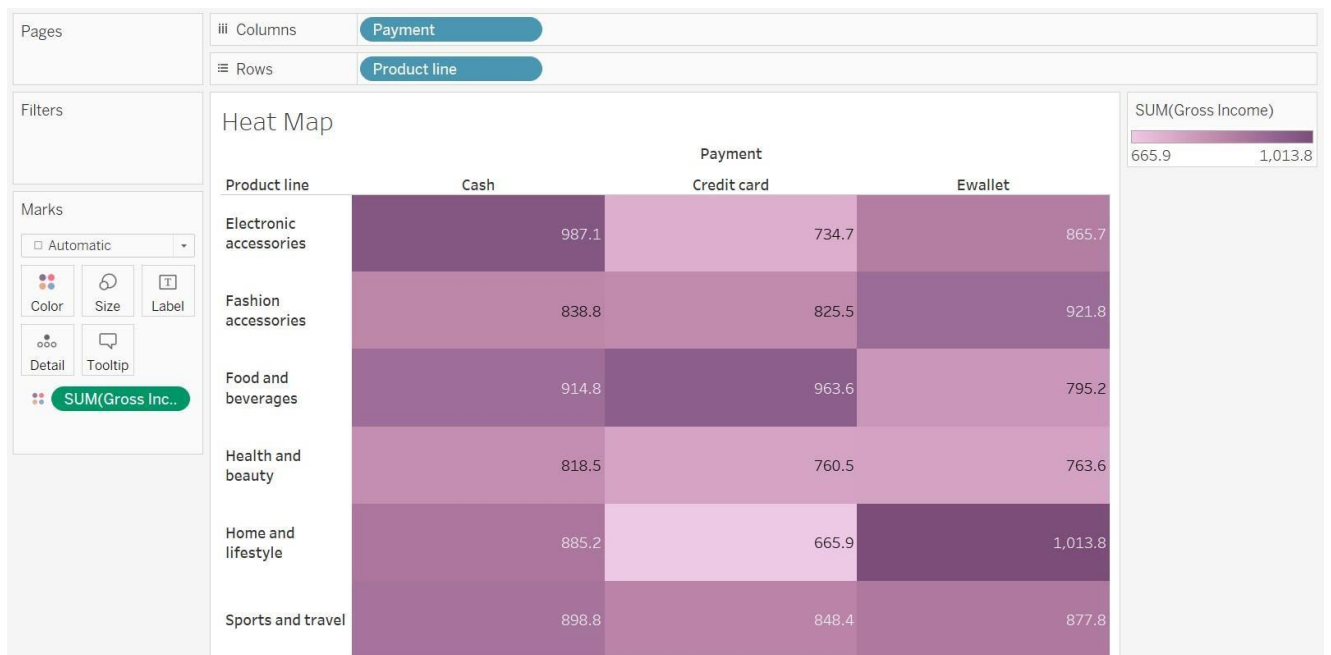 Pages
iii Columns
Payment
Rows
Product line
Filters
Marks
Automatic
Color
Size
T
Label
Detail
Tooltip
SUM(Gross Inc..
Heat Map
Payment
Product line
Cash
Credit card
Ewallet
Electronic
accessories
987.1
734.7
865.7
Fashion
accessories
838.8
825.5
921.8
Food and
beverages
914.8
963.6
795.2
Health and
beauty
818.5
760.5
763.6
Home and
lifestyle
885.2
665.9
1,013.8
Sports and travel
898.8
848.4
877.8
SUM(Gross Income)
665.9
1,013.8